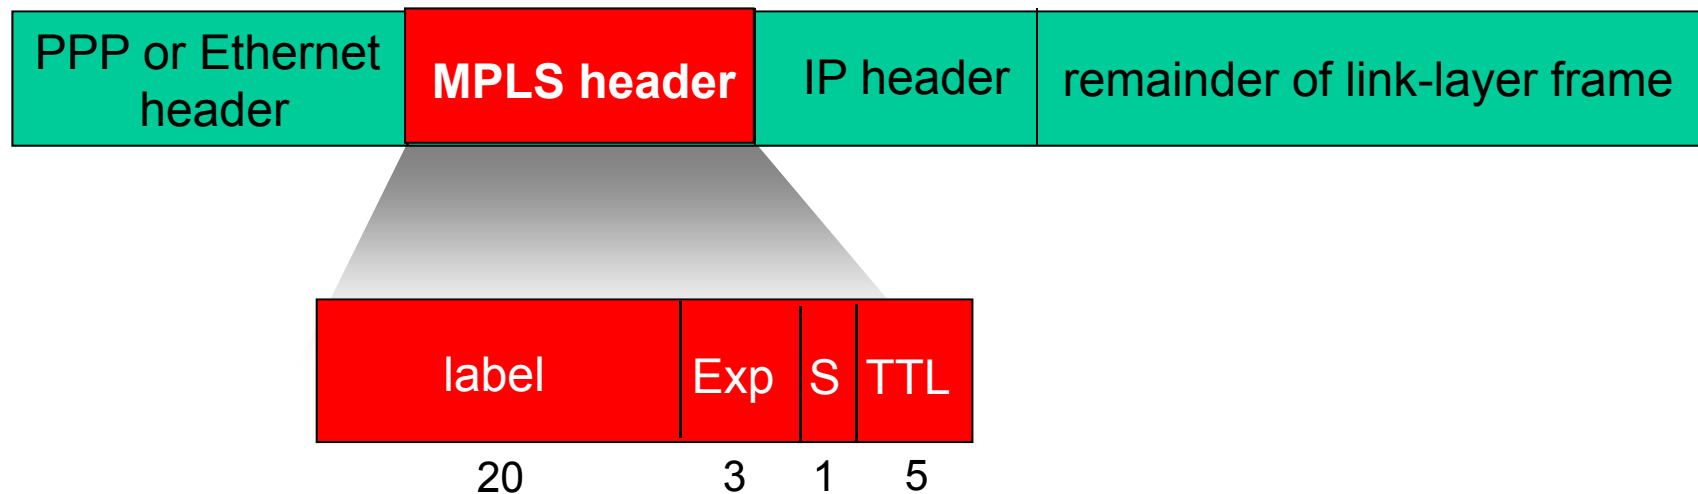 PPP or Ethernet
header
MPLS header
IP header
remainder of link-layer frame
label
Exp
S
TTL
20
3
1
5